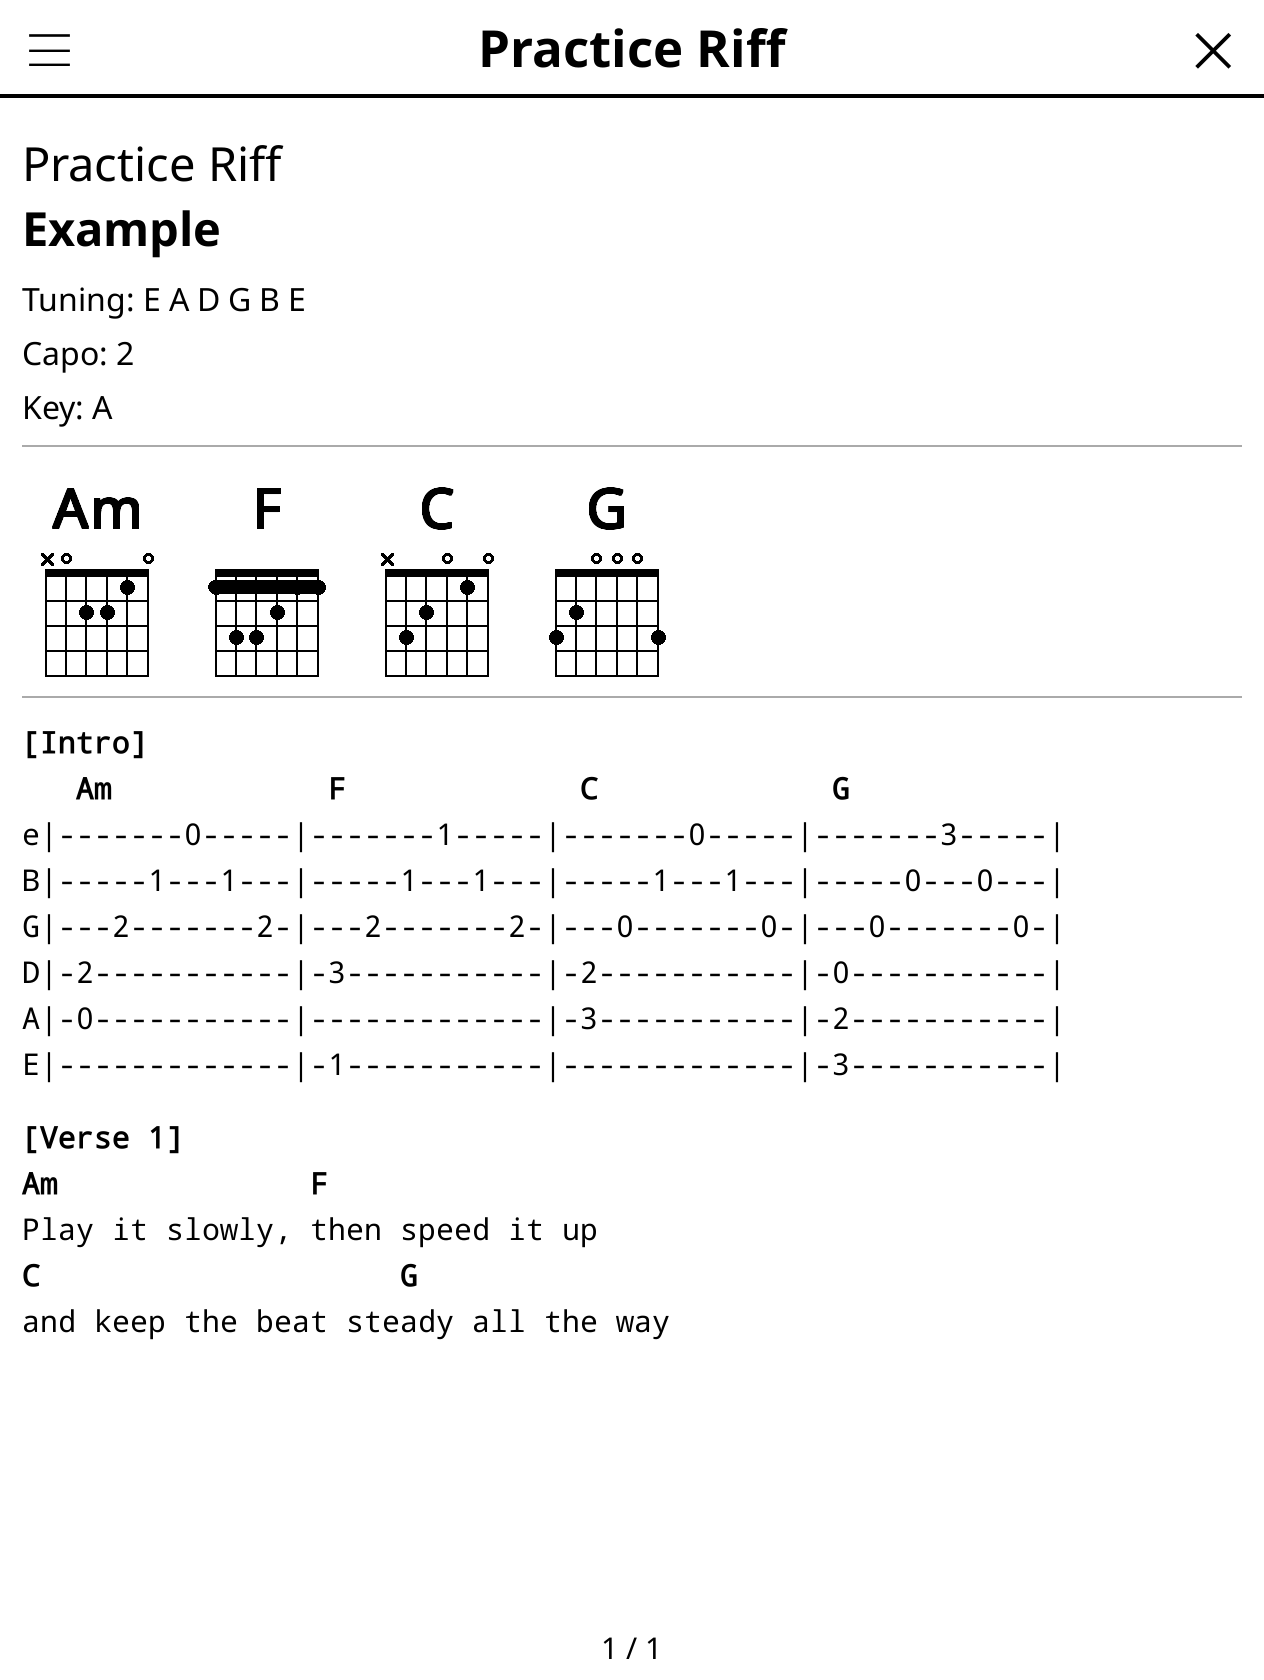 Practice Riff
Practice Riff
Example
Tuning: E A D G B E
Capo: 2
Key: A
Am F C G
[Intro]
   Am            F             C             G
e|-------0-----|-------1-----|-------0-----|-------3-----|
B|-----1---1---|-----1---1---|-----1---1---|-----0---0---|
G|---2-------2-|---2-------2-|---0-------0-|---0-------0-|
D|-2-----------|-3-----------|-2-----------|-0-----------|
A|-0-----------|-------------|-3-----------|-2-----------|
E|-------------|-1-----------|-------------|-3-----------|
[Verse 1]
Am              F
Play it slowly, then speed it up
C                    G
and keep the beat steady all the way
1 / 1